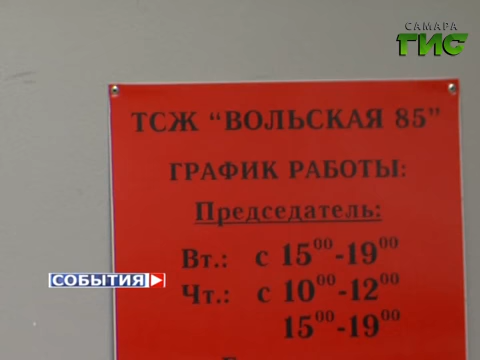 САМАРА
ГИС
ТСЖ “ВОЛЬСКАЯ 85”
ГРАФИК РАБОТЫ:
Председатель:
Вт.: с 15⁰⁰-19⁰⁰
Чт.: с 10⁰⁰-12⁰⁰
15⁰⁰-19⁰⁰
СОБЫТИЯ